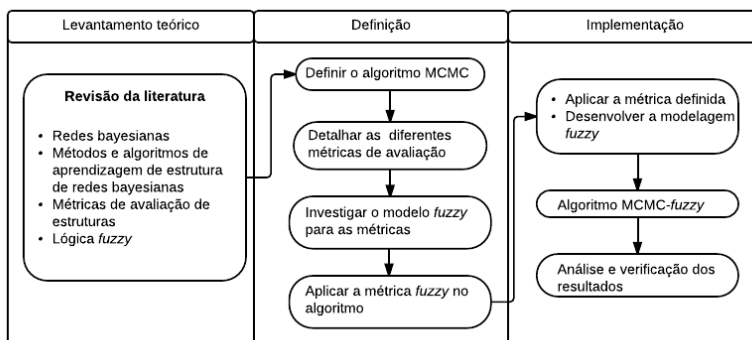 Levantamento teórico
Revisão da literatura
• Redes bayesianas
• Métodos e algoritmos de
aprendizagem de estrutura
de redes bayesianas
• Métricas de avaliação de
estruturas
• Lógica fuzzy
Definição
Definir o algoritmo MCMC
Detalhar as diferentes
métricas de avaliação
Investigar o modelo fuzzy
para as métricas
Aplicar a métrica fuzzy no
algoritmo
Implementação
• Aplicar a métrica definida
• Desenvolver a modelagem
fuzzy
Algoritmo MCMC-fuzzy
Análise e verificação dos
resultados